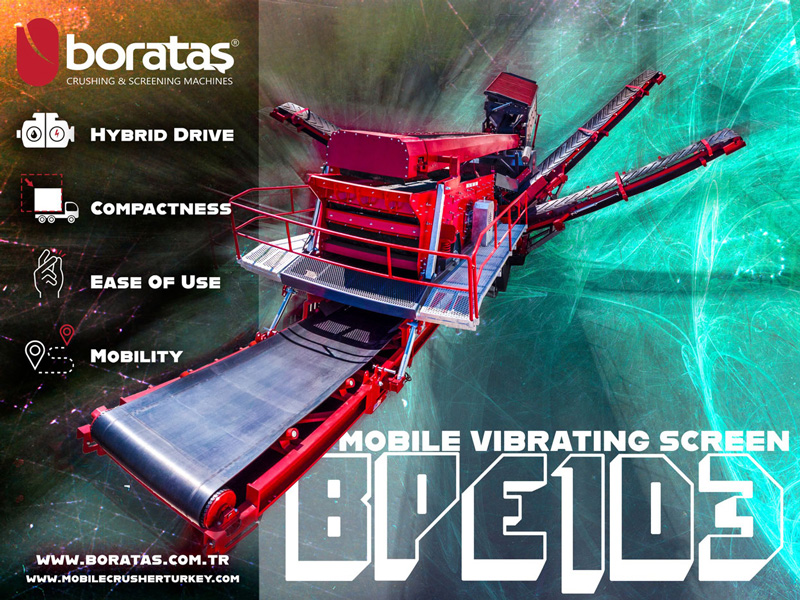 borataş®
CRUSHING & SCREENING MACHINES
HYBRID DRIVE
COMPACTNESS
EASE OF USE
MOBILITY
MOBILE VIBRATING SCREEN
BPE1D3
WWW.BORATAS.COM.TR
WWW.MOBILECRUSHERTURKEY.COM